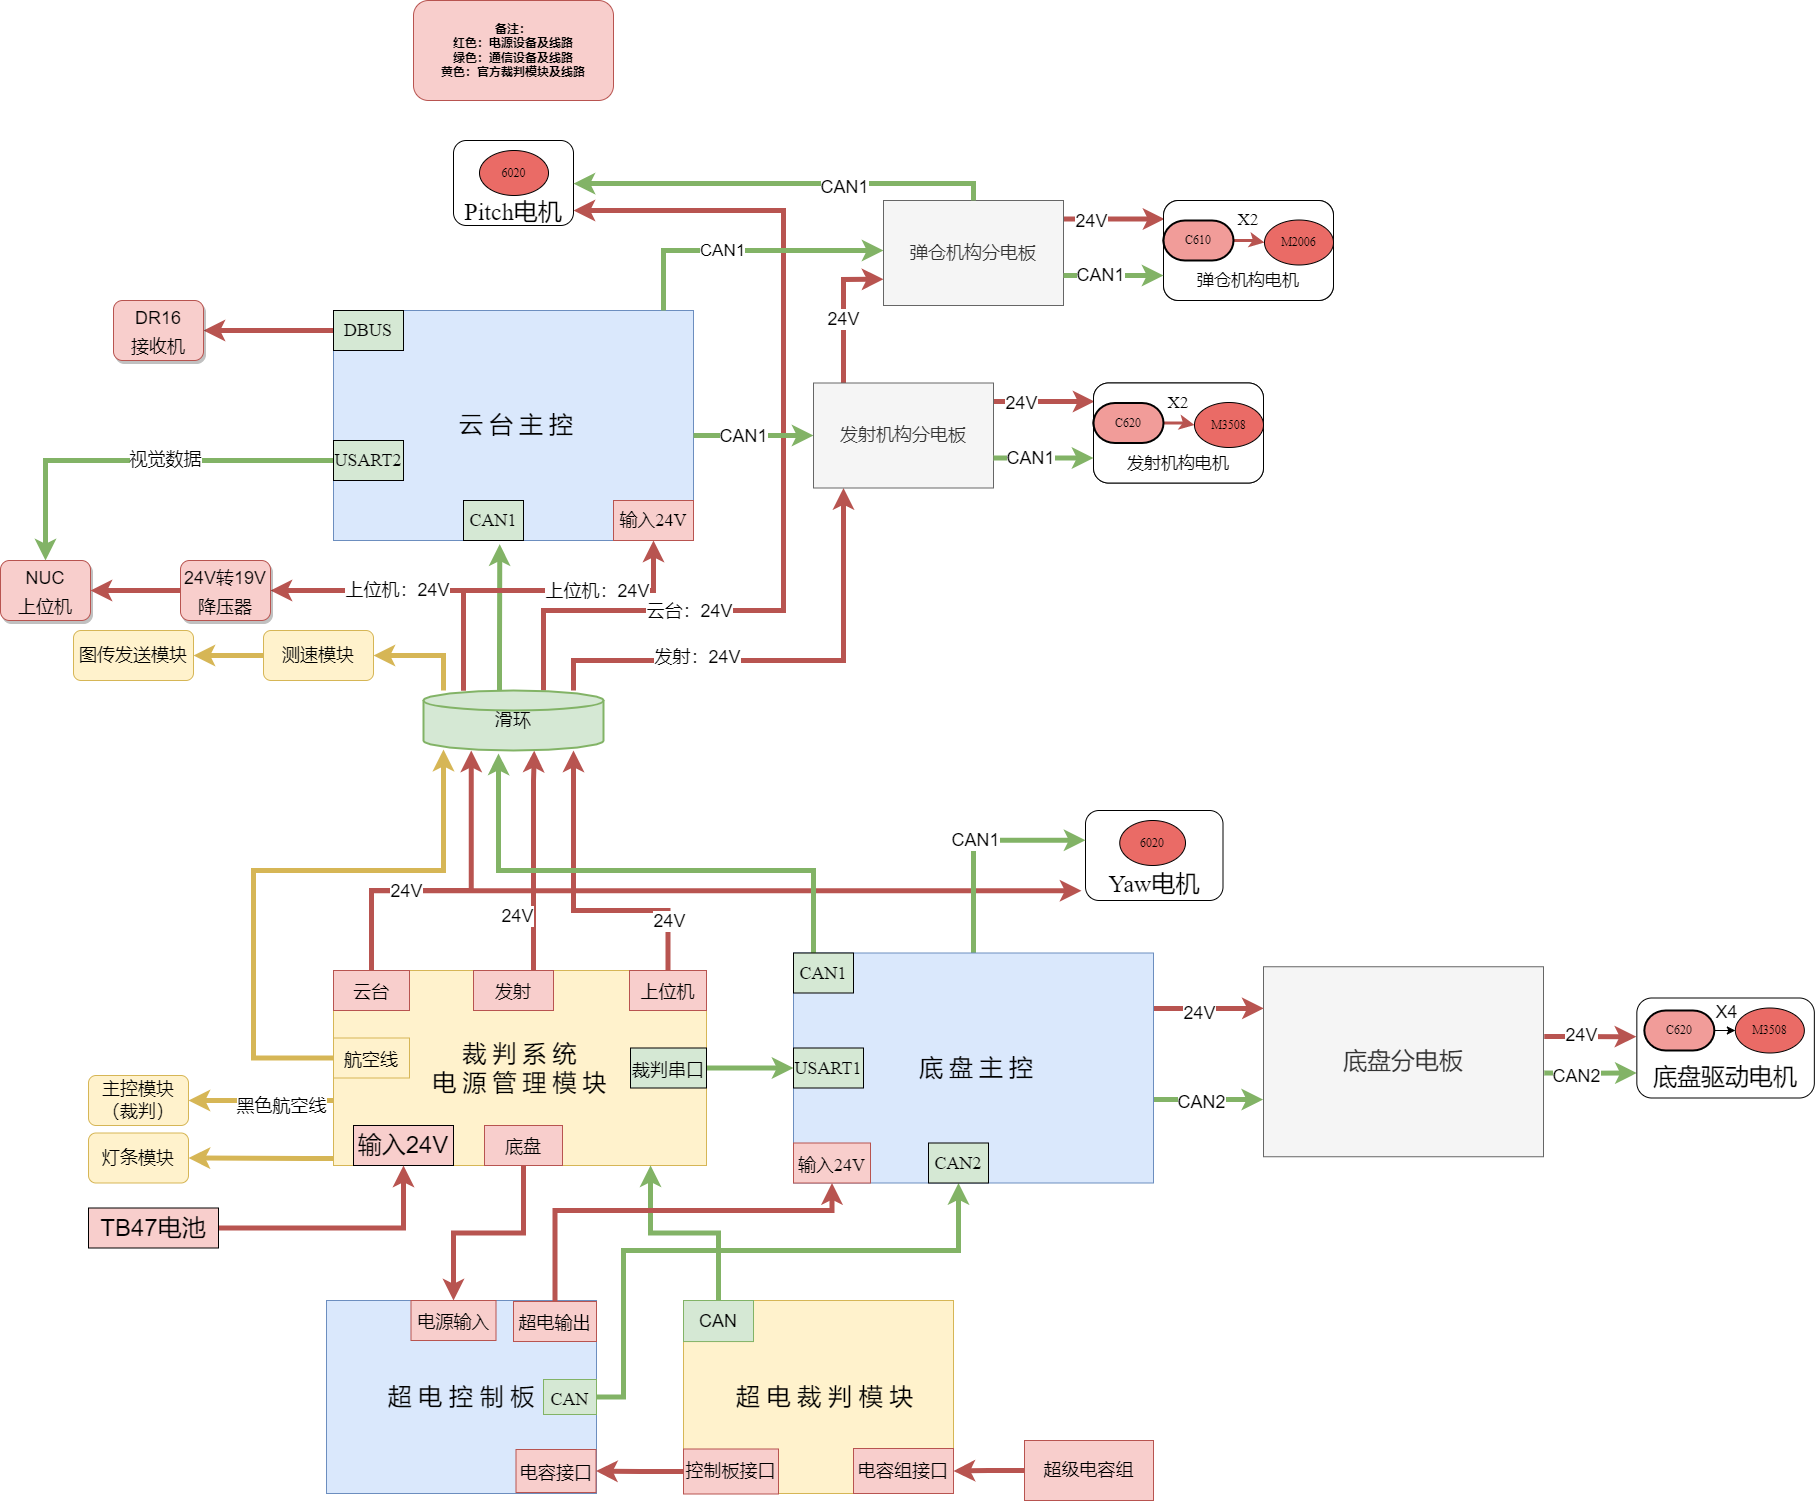 备注：
红色：电源设备及线路
绿色：通信设备及线路
黄色：官方裁判模块及线路
6020
Pitch电机
CAN1
CAN1
弹仓机构分电板
24V
CAN1
C610
X2
M2006
弹仓机构电机
24V
DR16
接收机
DBUS
云台主控
USART2
CAN1
输入24V
视觉数据
CAN1
发射机构分电板
24V
CAN1
C620
X2
M3508
发射机构电机
NUC
上位机
24V转19V
降压器
上位机：24V
上位机：24V
云台：24V
发射：24V
图传发送模块
测速模块
滑环
CAN1
6020
Yaw电机
24V
24V
24V
云台
发射
上位机
航空线
裁判系统
电源管理模块
裁判串口
输入24V
底盘
主控模块
（裁判）
黑色航空线
灯条模块
TB47电池
CAN1
USART1
底盘主控
输入24V
CAN2
24V
CAN2
底盘分电板
24V
CAN2
C620
X4
M3508
底盘驱动电机
电源输入
超电输出
超电控制板
CAN
电容接口
CAN
超电裁判模块
控制板接口
电容组接口
超级电容组